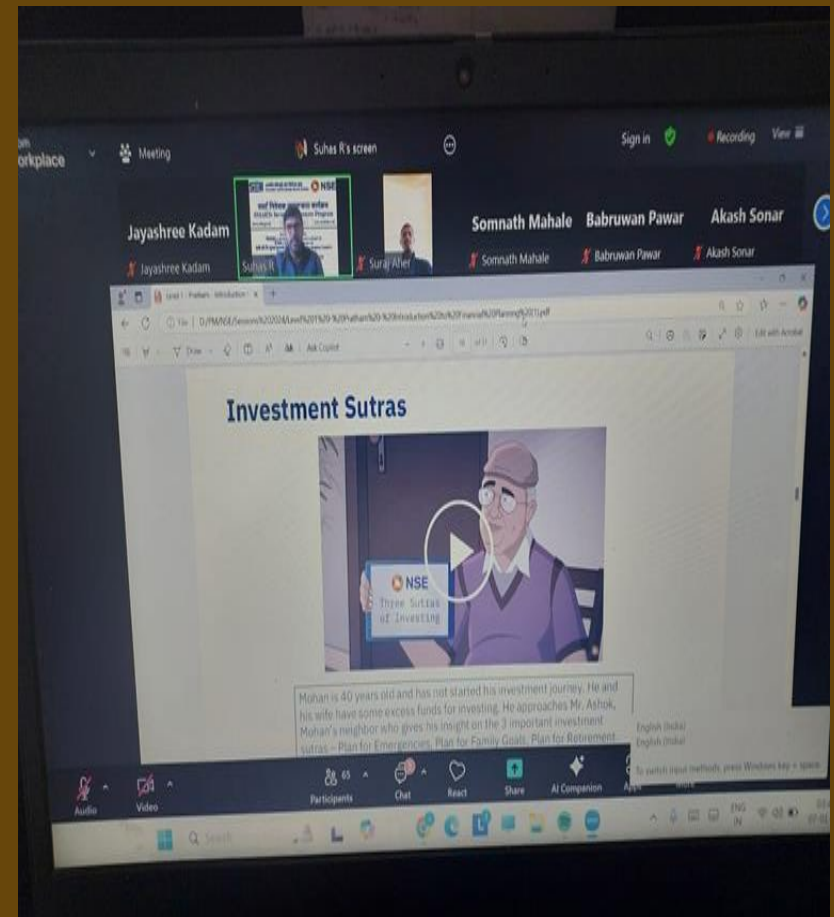 orkplace
Meeting
Suhas R's screen
Sign in
Recording
View
NSE
Jayashree Kadam
Somnath Mahale
Babruwan Pawar
Akash Sonar
Jayashree Kadam
Suhas R
Suraj Aher
Somnath Mahale
Babruwan Pawar
Akash Sonar
Draw
Ask Copilot
Edit with Acrobat
Investment Sutras
NSE
Three Sutras
of Investing
Mohan is 40 years old and has not started his investment journey. He and
his wife have some excess funds for investing. He approaches Mr. Ashok,
Mohan's neighbor who gives his insight on the 3 important investment
sutras - Plan for Emergencies, Plan for Family Goals, Plan for Retirement
English (India)
English (India)
To switch input methods, press Windows key + space.
65
Audio
Video
Participants
Chat
React
Share
AI Companion
Search
ENG
IN